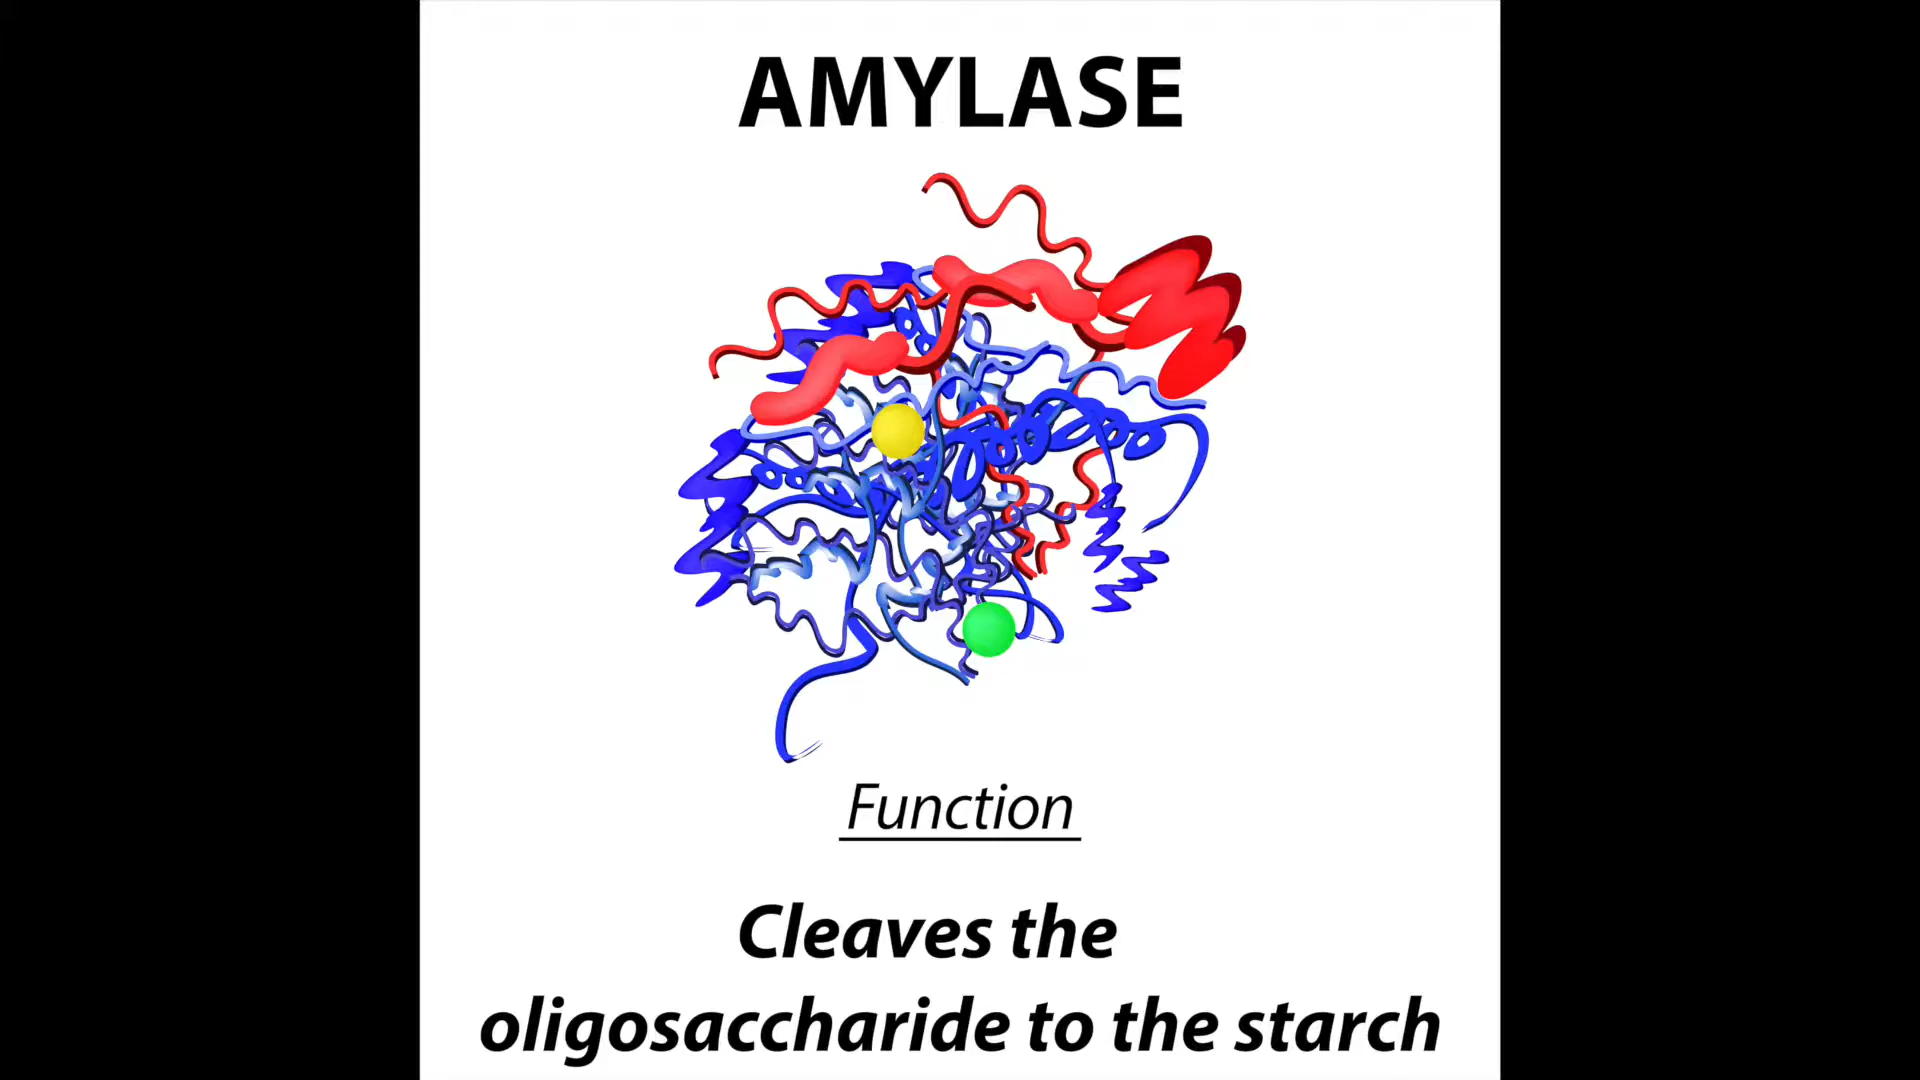 AMYLASE
Function
Cleaves the
oligosaccharide to the starch